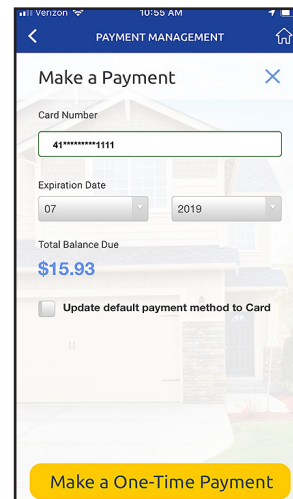 Verizon 10:55 AM
PAYMENT MANAGEMENT
Make a Payment
Card Number
41*********1111
Expiration Date
07 2019
Total Balance Due
$15.93
Update default payment method to Card
Make a One-Time Payment